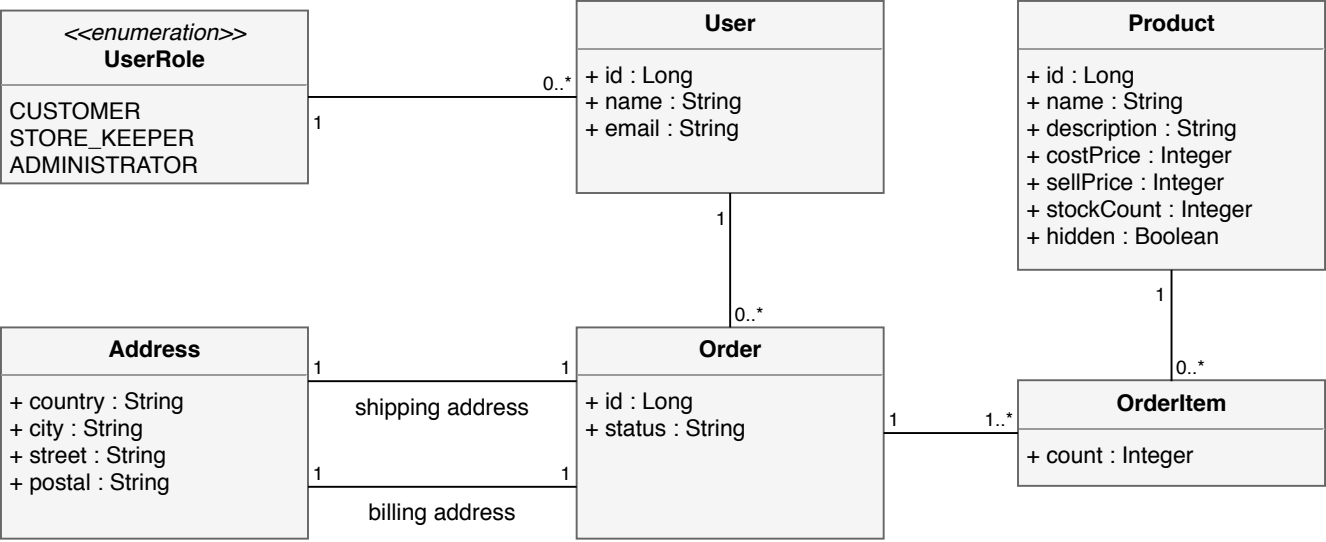 <<enumeration>>
UserRole
CUSTOMER
STORE_KEEPER
ADMINISTRATOR
1
0..*
User
+ id : Long
+ name : String
+ email : String
1
0..*
Product
+ id : Long
+ name : String
+ description : String
+ costPrice : Integer
+ sellPrice : Integer
+ stockCount : Integer
+ hidden : Boolean
1
0..*
Address
+ country : String
+ city : String
+ street : String
+ postal : String
1
1
shipping address
1
1
billing address
Order
+ id : Long
+ status : String
1
1..*
OrderItem
+ count : Integer